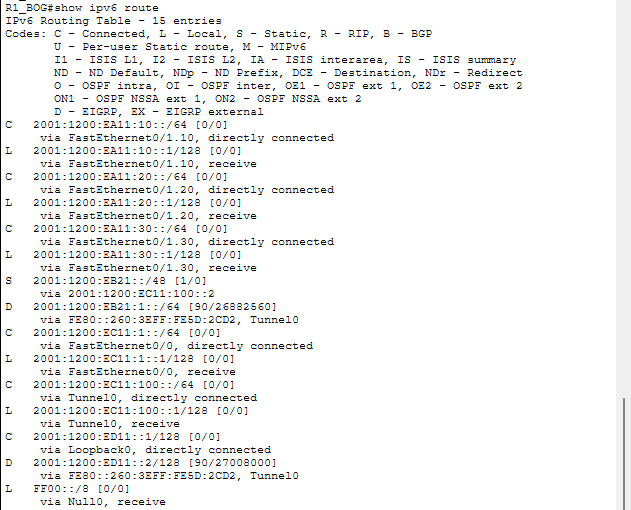 R1_BOG#show ipv6 route
IPv6 Routing Table - 15 entries
Codes: C - Connected, L - Local, S - Static, R - RIP, B - BGP
U - Per-user Static route, M - MIPv6
I1 - ISIS L1, I2 - ISIS L2, IA - ISIS interarea, IS - ISIS summary
ND - ND Default, NDp - ND Prefix, DCE - Destination, NDr - Redirect
O - OSPF intra, OI - OSPF inter, OE1 - OSPF ext 1, OE2 - OSPF ext 2
ON1 - OSPF NSSA ext 1, ON2 - OSPF NSSA ext 2
D - EIGRP, EX - EIGRP external
C 2001:1200:EA11:10::/64 [0/0]
via FastEthernet0/1.10, directly connected
L 2001:1200:EA11:10::1/128 [0/0]
via FastEthernet0/1.10, receive
C 2001:1200:EA11:20::/64 [0/0]
via FastEthernet0/1.20, directly connected
L 2001:1200:EA11:20::1/128 [0/0]
via FastEthernet0/1.20, receive
C 2001:1200:EA11:30::/64 [0/0]
via FastEthernet0/1.30, directly connected
L 2001:1200:EA11:30::1/128 [0/0]
via FastEthernet0/1.30, receive
S 2001:1200:EB21::/48 [1/0]
via 2001:1200:EC11:100::2
D 2001:1200:EB21:1::/64 [90/26882560]
via FE80::260:3EFF:FE5D:2CD2, Tunnel0
C 2001:1200:EC11:1::/64 [0/0]
via FastEthernet0/0, directly connected
L 2001:1200:EC11:1::1/128 [0/0]
via FastEthernet0/0, receive
C 2001:1200:EC11:100::/64 [0/0]
via Tunnel0, directly connected
L 2001:1200:EC11:100::1/128 [0/0]
via Tunnel0, receive
C 2001:1200:ED11::1/128 [0/0]
via Loopback0, directly connected
D 2001:1200:ED11::2/128 [90/27008000]
via FE80::260:3EFF:FE5D:2CD2, Tunnel0
L FF00::/8 [0/0]
via Null0, receive